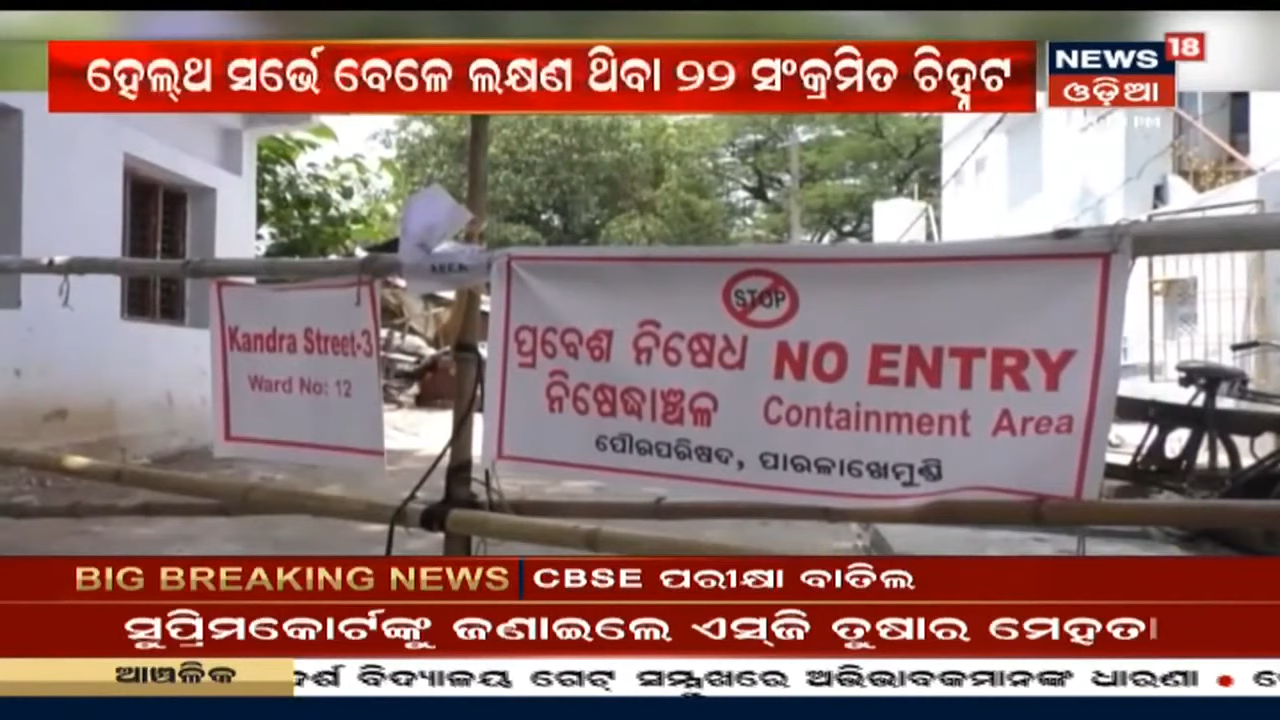 ହେଲ୍‌ଥ ସର୍ଭେ ବେଳେ ଲକ୍ଷଣ ଥିବା ୨୨ ସଂକ୍ରମିତ ଚିହ୍ନଟ
NEWS 18
ଓଡ଼ିଆ
PM
STOP
Kandra Street-3
Ward No: 12
ପ୍ରବେଶ ନିଷେଧ NO ENTRY
ନିଷେଦ୍ଧାଞ୍ଚଳ Containment Area
ପୌରପରିଷଦ, ପାରଳାଖେମୁଣ୍ଡି
BIG BREAKING NEWS CBSE ପରୀକ୍ଷା ବାତିଲ
ସୁପ୍ରିମକୋର୍ଟଙ୍କୁ ଜଣାଇଲେ ଏସ୍‌ଜି ତୁଷାର ମେହତା
ଆଞ୍ଚଳିକ ବିଦ୍ୟାଳୟ ଗେଟ୍ ସମ୍ମୁଖରେ ଅଭିଭାବକମାନଙ୍କ ଧାରଣା